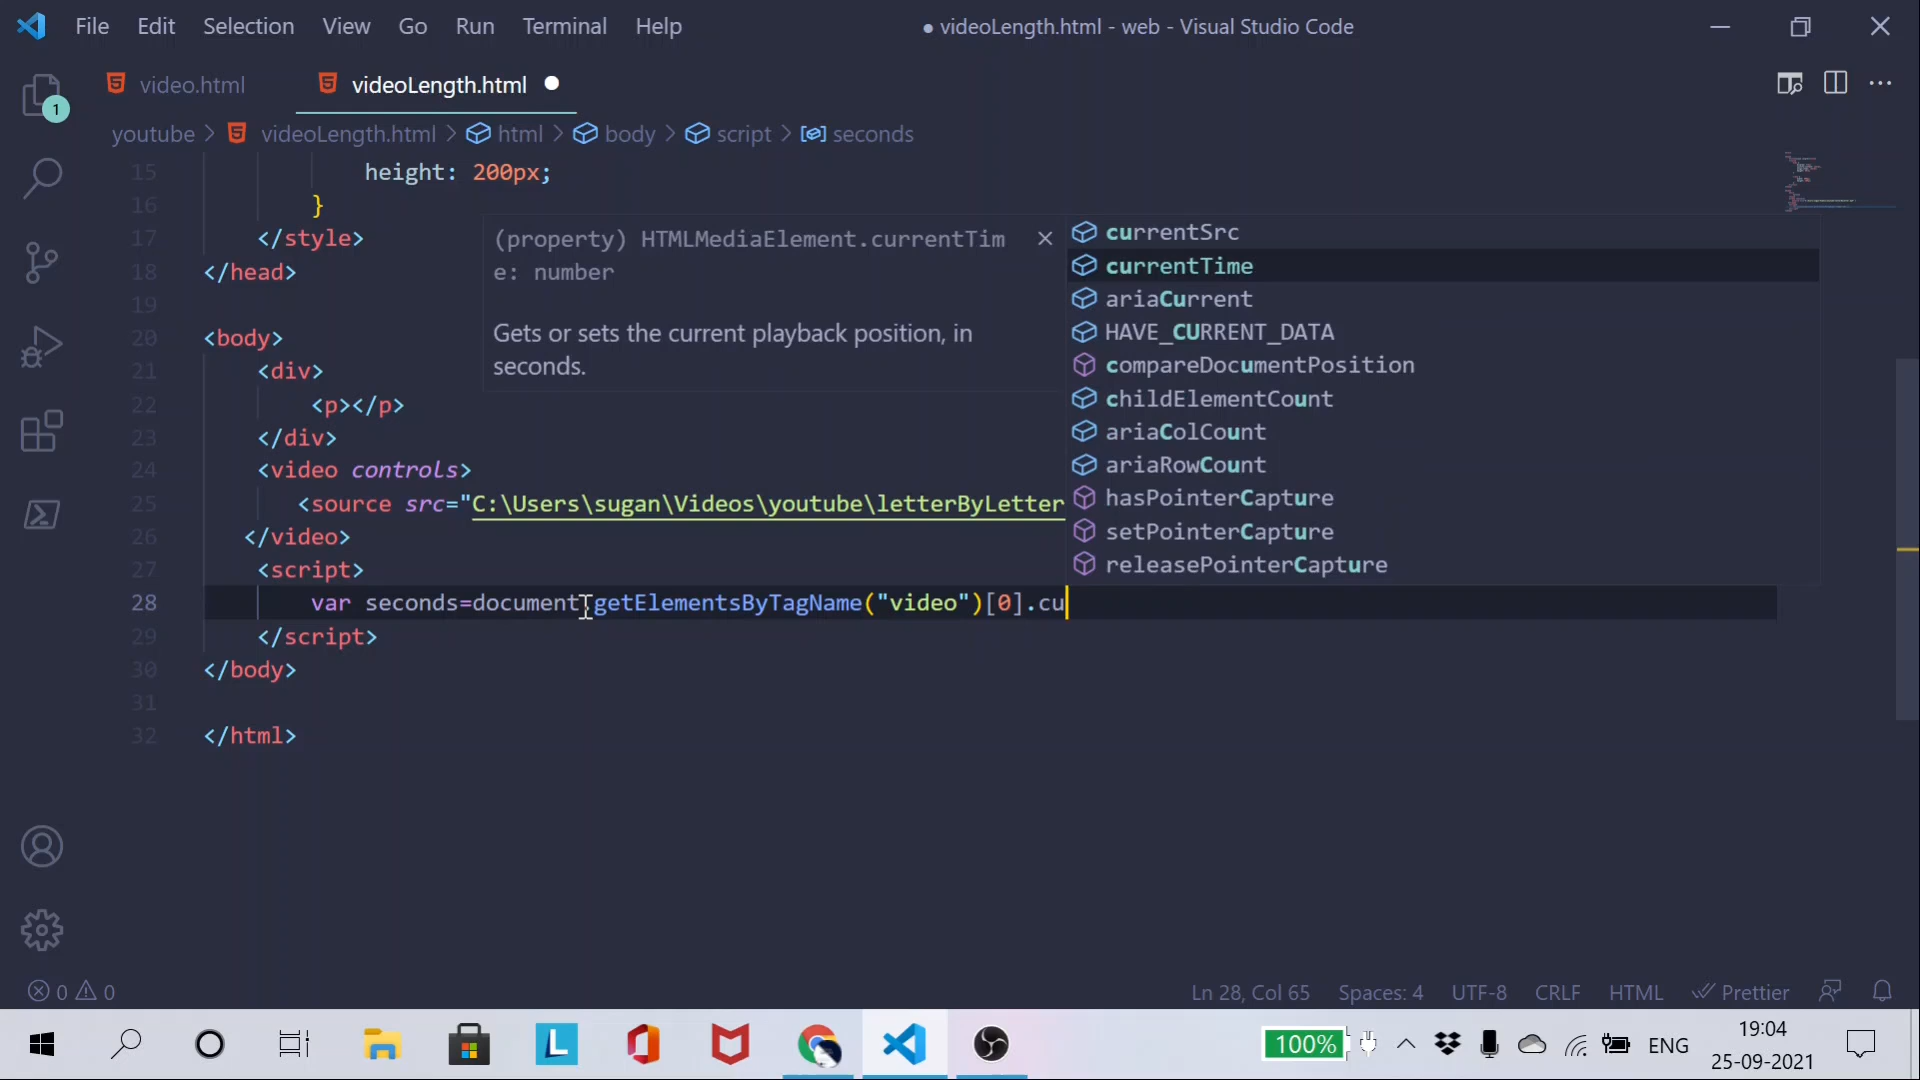 File Edit Selection View Go Run Terminal Help
● videoLength.html - web - Visual Studio Code
video.html
videoLength.html
1
youtube > videoLength.html > html > body > script > seconds
15 height: 200px;
16 }
17 </style>
18 </head>
19
20 <body>
21 <div>
22 <p></p>
23 </div>
24 <video controls>
25 <source src="C:\Users\sugan\Videos\youtube\letterByLetter
26 </video>
27 <script>
28 var seconds=document.getElementsByTagName("video")[0].cu
29 </script>
30 </body>
31
32 </html>
(property) HTMLMediaElement.currentTim
e: number
Gets or sets the current playback position, in
seconds.
currentSrc
currentTime
ariaCurrent
HAVE_CURRENT_DATA
compareDocumentPosition
childElementCount
ariaColCount
ariaRowCount
hasPointerCapture
setPointerCapture
releasePointerCapture
0 0
Ln 28, Col 65 Spaces: 4 UTF-8 CRLF HTML Prettier
L
100%
ENG
19:04
25-09-2021